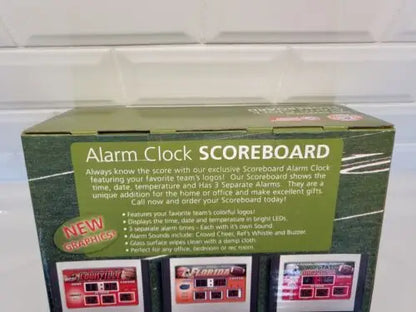 Alarm Clock SCOREBOARD
Always know the score with our exclusive Scoreboard Alarm Clock
featuring your favorite team's logos! Our Scoreboard shows the
time, date, temperature and Has 3 Separate Alarms. They are a
unique addition for the home or office and make excellent gifts.
Call now and order your Scoreboard today!
NEW
GRAPHICS!
• Features your favorite team's colorful logos!
• Displays the time, date and temperature in bright LEDs.
• 3 separate alarm times - Each with it's own Sound
• Alarm Sounds include: Crowd Cheer, Ref's Whistle and Buzzer.
• Glass surface wipes clean with a damp cloth.
• Perfect for any office, bedroom or rec room.
FLORIDA